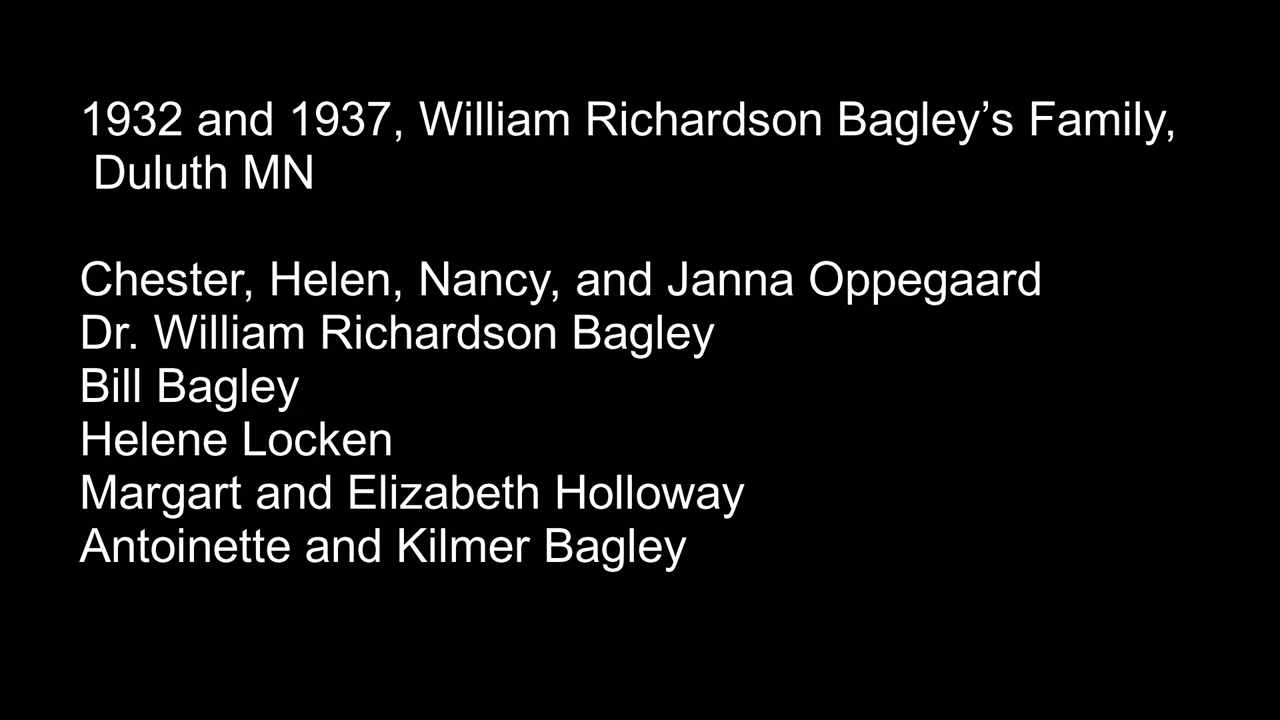 1932 and 1937, William Richardson Bagley’s Family,
Duluth MN
Chester, Helen, Nancy, and Janna Oppegaard
Dr. William Richardson Bagley
Bill Bagley
Helene Locken
Margart and Elizabeth Holloway
Antoinette and Kilmer Bagley